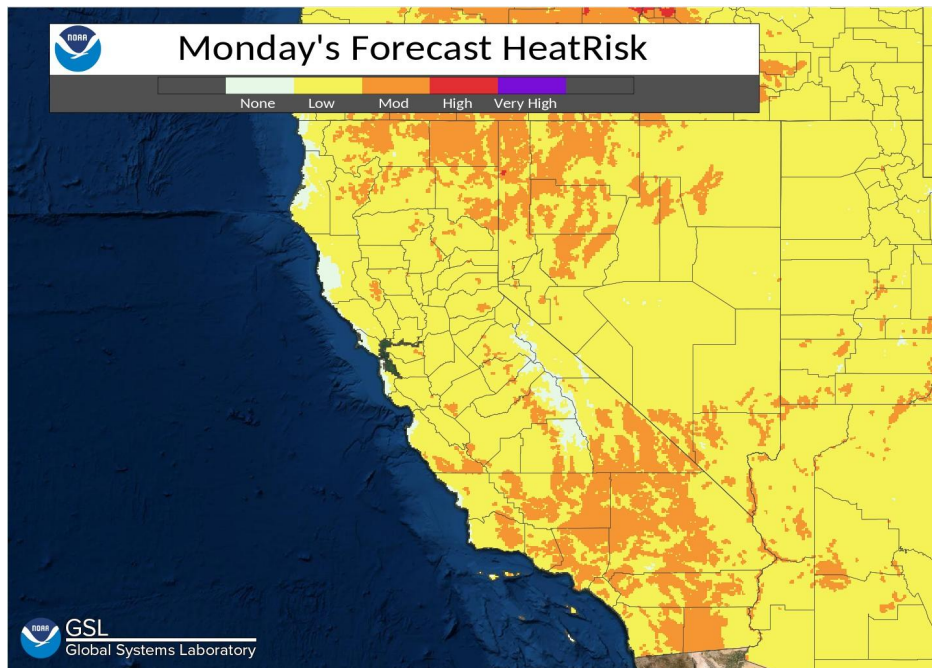 NOAA
Monday's Forecast HeatRisk
None Low Mod High Very High
NOAA
GSL
Global Systems Laboratory